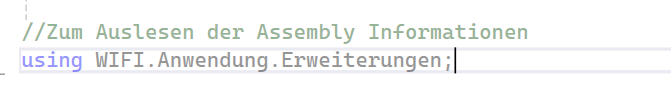 //Zum Auslesen der Assembly Informationen
using WIFI.Anwendung.Erweiterungen;